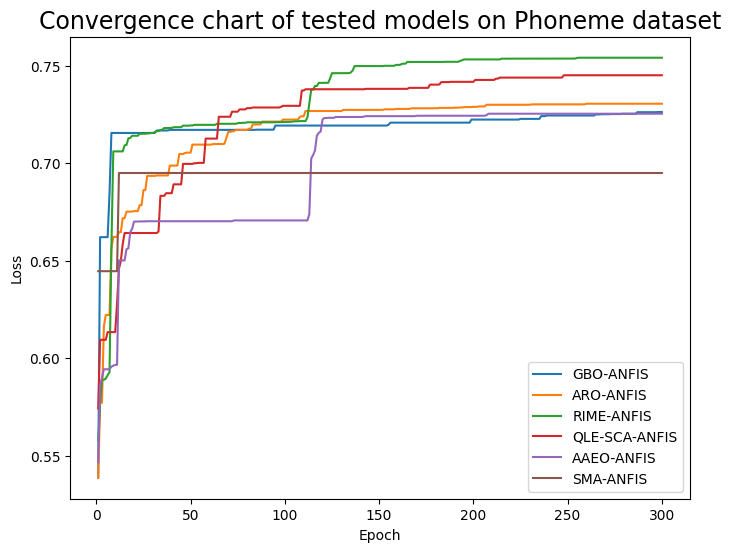 Convergence chart of tested models on Phoneme dataset
0.75
0.70
0.65
0.60
0.55
Loss
0 50 100 150 200 250 300
Epoch
GBO-ANFIS
ARO-ANFIS
RIME-ANFIS
QLE-SCA-ANFIS
AAEO-ANFIS
SMA-ANFIS